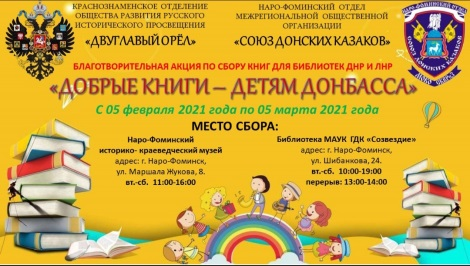 КРАСНОЗНАМЕНСКОЕ ОТДЕЛЕНИЕ
ОБЩЕСТВА РАЗВИТИЯ РУССКОГО
ИСТОРИЧЕСКОГО ПРОСВЕЩЕНИЯ
«ДВУГЛАВЫЙ ОРЁЛ»
НАРО-ФОМИНСКИЙ ОТДЕЛ
МЕЖРЕГИОНАЛЬНОЙ ОБЩЕСТВЕННОЙ
ОРГАНИЗАЦИИ
«СОЮЗ ДОНСКИХ КАЗАКОВ»
БЛАГОТВОРИТЕЛЬНАЯ АКЦИЯ ПО СБОРУ КНИГ ДЛЯ БИБЛИОТЕК ДНР И ЛНР
«ДОБРЫЕ КНИГИ – ДЕТЯМ ДОНБАССА»
С 05 февраля 2021 года по 05 марта 2021 года
МЕСТО СБОРА:
Наро-Фоминский
историко- краеведческий музей
адрес: г. Наро-Фоминск,
ул. Маршала Жукова, 8.
вт.-сб. 11:00-16:00
Библиотека МАУК ГДК «Созвездие»
адрес: г. Наро-Фоминск,
ул. Шибанкова, 24.
вт.-сб. 10:00-19:00
перерыв: 13:00-14:00